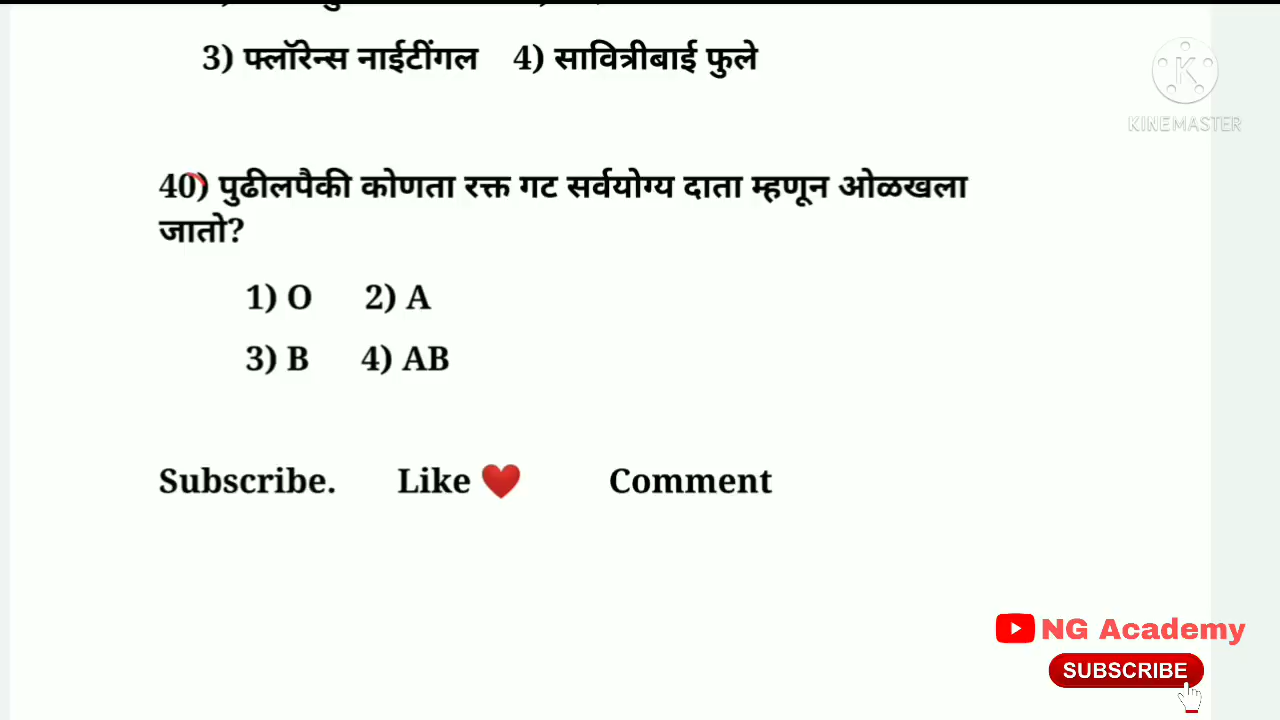 3) फ्लॉरेन्स नाईटींगल 4) सावित्रीबाई फुले
KINEMASTER
40) पुढीलपैकी कोणता रक्त गट सर्वयोग्य दाता म्हणून ओळखला
जातो?
1) O 2) A
3) B 4) AB
Subscribe. Like ❤️ Comment
NG Academy
SUBSCRIBE